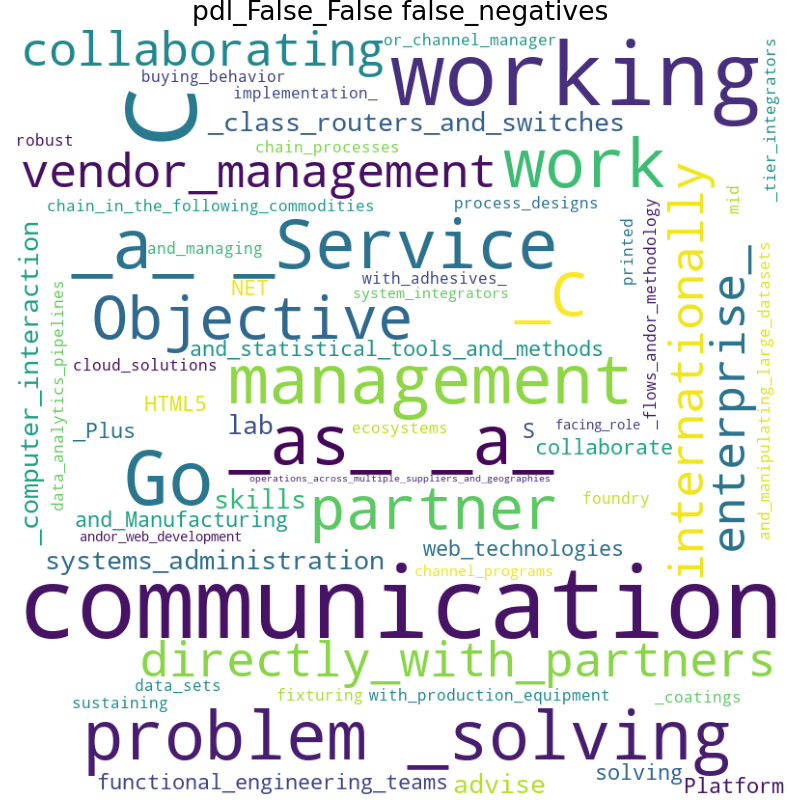 pdl_False_False false_negatives
collaborating
or_channel_manager
working
_tier_integrators
buying_behavior
implementation_
C
_class_routers_and_switches
robust
chain_processes
vendor_management
work
internationally
mid
chain_in_the_following_commodities
process_designs
_flows_andor_methodology
_computer_interaction
_a_ _Service
and_managing
printed
enterprise_
and_manipulating_large_datasets
with_adhesives_
_C
NET
system_integrators
data_analytics_pipelines
Objective
and_statistical_tools_and_methods
cloud_solutions
management
HTML5
_Plus
lab
_as_ _a_
ecosystems
S
facing_role
collaborate
Go
_operations_across_multiple_suppliers_and_geographies
skills
partner
foundry
and_Manufacturing
andor_web_development
web_technologies
systems_administration
channel_programs
communication
directly_with_partners
data_sets
sustaining
fixturing
with_production_equipment
_coatings
problem _solving
functional_engineering_teams
advise
solving
Platform